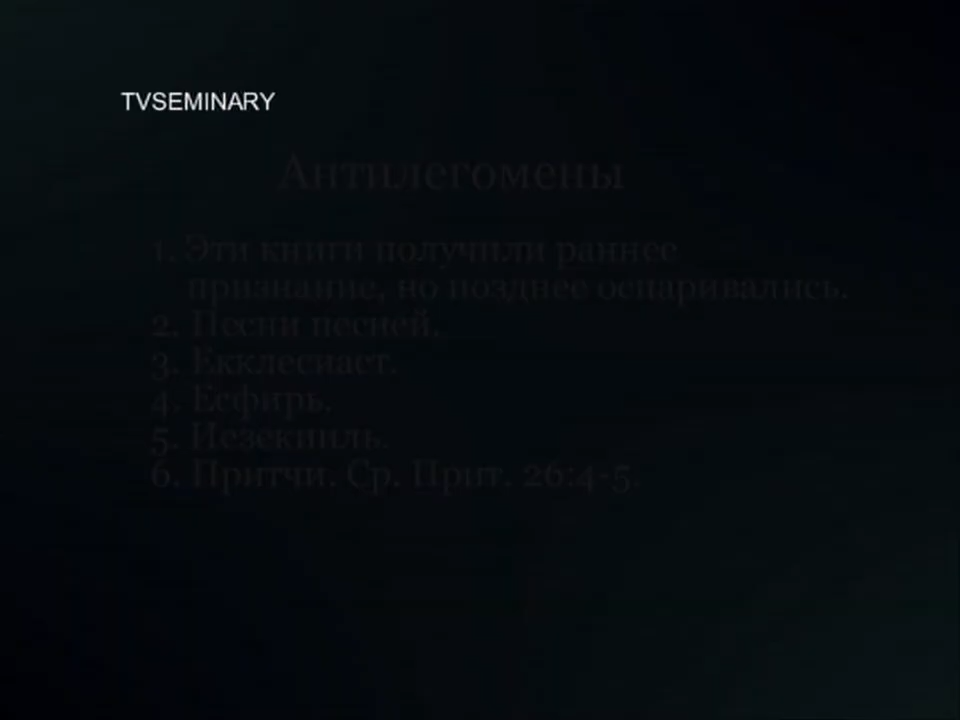 TVSEMINARY
Антилегомены
1. Эти книги получили раннее
признание, но позднее оспаривались.
2. Песни песней.
3. Екклесиаст.
4. Есфирь.
5. Иезекииль.
6. Притчи. Ср. Прит. 26:4-5.